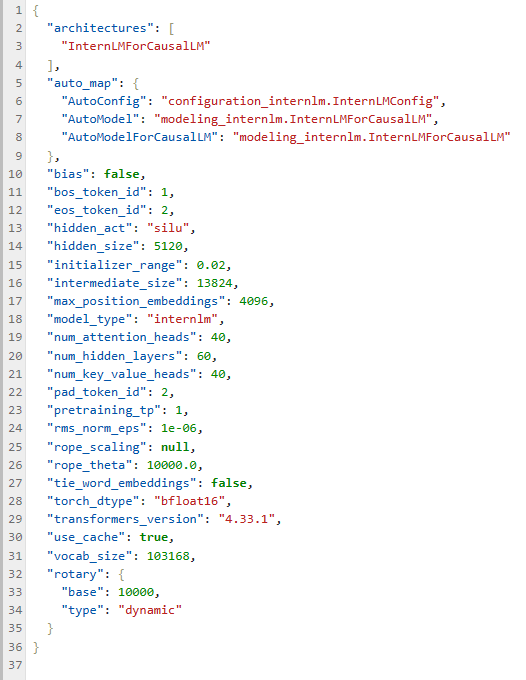 1 {
2 "architectures": [
3 "InternLMForCausalLM"
4 ],
5 "auto_map": {
6 "AutoConfig": "configuration_internlm.InternLMConfig",
7 "AutoModel": "modeling_internlm.InternLMForCausalLM",
8 "AutoModelForCausalLM": "modeling_internlm.InternLMForCausalLM"
9 },
10 "bias": false,
11 "bos_token_id": 1,
12 "eos_token_id": 2,
13 "hidden_act": "silu",
14 "hidden_size": 5120,
15 "initializer_range": 0.02,
16 "intermediate_size": 13824,
17 "max_position_embeddings": 4096,
18 "model_type": "internlm",
19 "num_attention_heads": 40,
20 "num_hidden_layers": 60,
21 "num_key_value_heads": 40,
22 "pad_token_id": 2,
23 "pretraining_tp": 1,
24 "rms_norm_eps": 1e-06,
25 "rope_scaling": null,
26 "rope_theta": 10000.0,
27 "tie_word_embeddings": false,
28 "torch_dtype": "bfloat16",
29 "transformers_version": "4.33.1",
30 "use_cache": true,
31 "vocab_size": 103168,
32 "rotary": {
33 "base": 10000,
34 "type": "dynamic"
35 }
36 }
37